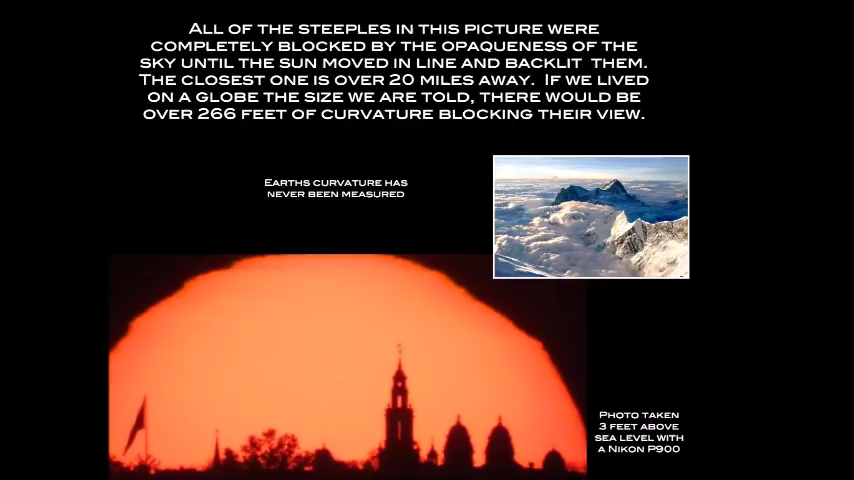 ALL OF THE STEEPLES IN THIS PICTURE WERE
COMPLETELY BLOCKED BY THE OPAQUENESS OF THE
SKY UNTIL THE SUN MOVED IN LINE AND BACKLIT THEM.
THE CLOSEST ONE IS OVER 20 MILES AWAY. IF WE LIVED
ON A GLOBE THE SIZE WE ARE TOLD, THERE WOULD BE
OVER 266 FEET OF CURVATURE BLOCKING THEIR VIEW.
EARTHS CURVATURE HAS
NEVER BEEN MEASURED
PHOTO TAKEN
3 FEET ABOVE
SEA LEVEL WITH
A NIKON P900